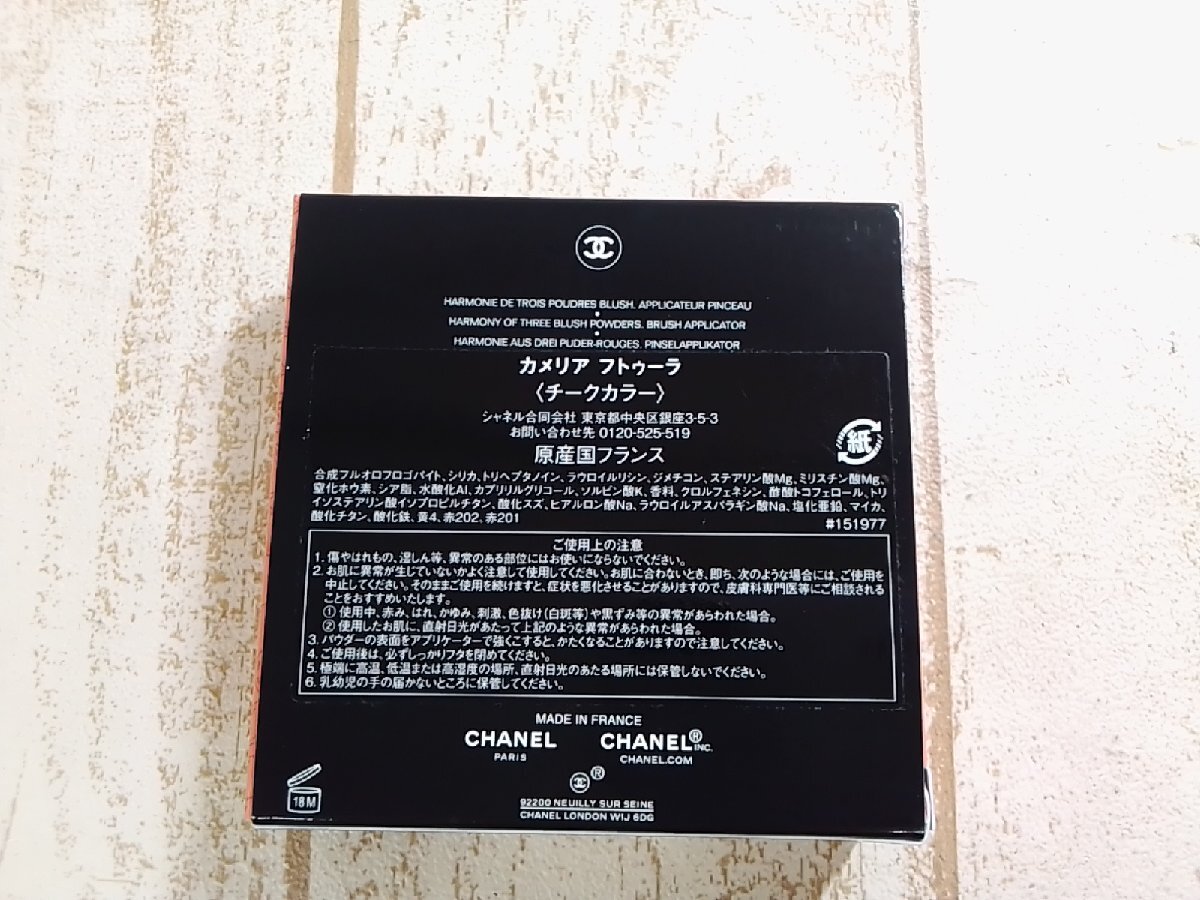 HARMONIE DE TROIS POUDRES BLUSH. APPLICATEUR PINCEAU
HARMONY OF THREE BLUSH POWDERS. BRUSH APPLICATOR
HARMONIE AUS DREI PUDER-ROUGES. PINSELAPPLIKATOR
カメリア フトゥーラ
〈チークカラー〉
シャネル合同会社 東京都中央区銀座3-5-3
お問い合わせ先 0120-525-519
原産国フランス
紙
合成フルオロフロゴパイト、シリカ、トリヘプタノイン、ラウロイルリシン、ジメチコン、ステアリン酸Mg、ミリスチン酸Mg、
窒化ホウ素、シア脂、水酸化Al、カプリリルグリコール、ソルビン酸K、香料、クロルフェネシン、酢酸トコフェロール、トリ
イソステアリン酸イソプロピルチタン、酸化スズ、ヒアルロン酸Na、ラウロイルアスパラギン酸Na、塩化亜鉛、マイカ、
酸化チタン、酸化鉄、黄4、赤202、赤201
#151977
ご使用上の注意
1. 傷やはれもの、湿しん等、異常のある部位にはお使いにならないでください。
2. お肌に異常が生じていないかよく注意して使用してください。お肌に合わないとき、即ち、次のような場合には、ご使用を
中止してください。そのままご使用を続けますと、症状を悪化させることがありますので、皮膚科専門医等にご相談される
ことをおすすめいたします。
① 使用中、赤み、はれ、かゆみ、刺激、色抜け(白斑等)や黒ずみ等の異常があらわれた場合。
② 使用したお肌に、直射日光があたって上記のような異常があらわれた場合。
3. パウダーの表面をアプリケーターで強くこすると、かたくなることがありますので注意してください。
4. ご使用後は、必ずしっかりフタを閉めてください。
5. 極端に高温、低温または高湿度の場所、直射日光のあたる場所には保管しないでください。
6. 乳幼児の手の届かないところに保管してください。
MADE IN FRANCE
CHANEL CHANEL® INC.
PARIS CHANEL.COM
®
18M
92200 NEUILLY SUR SEINE
CHANEL LONDON W1J 6DG